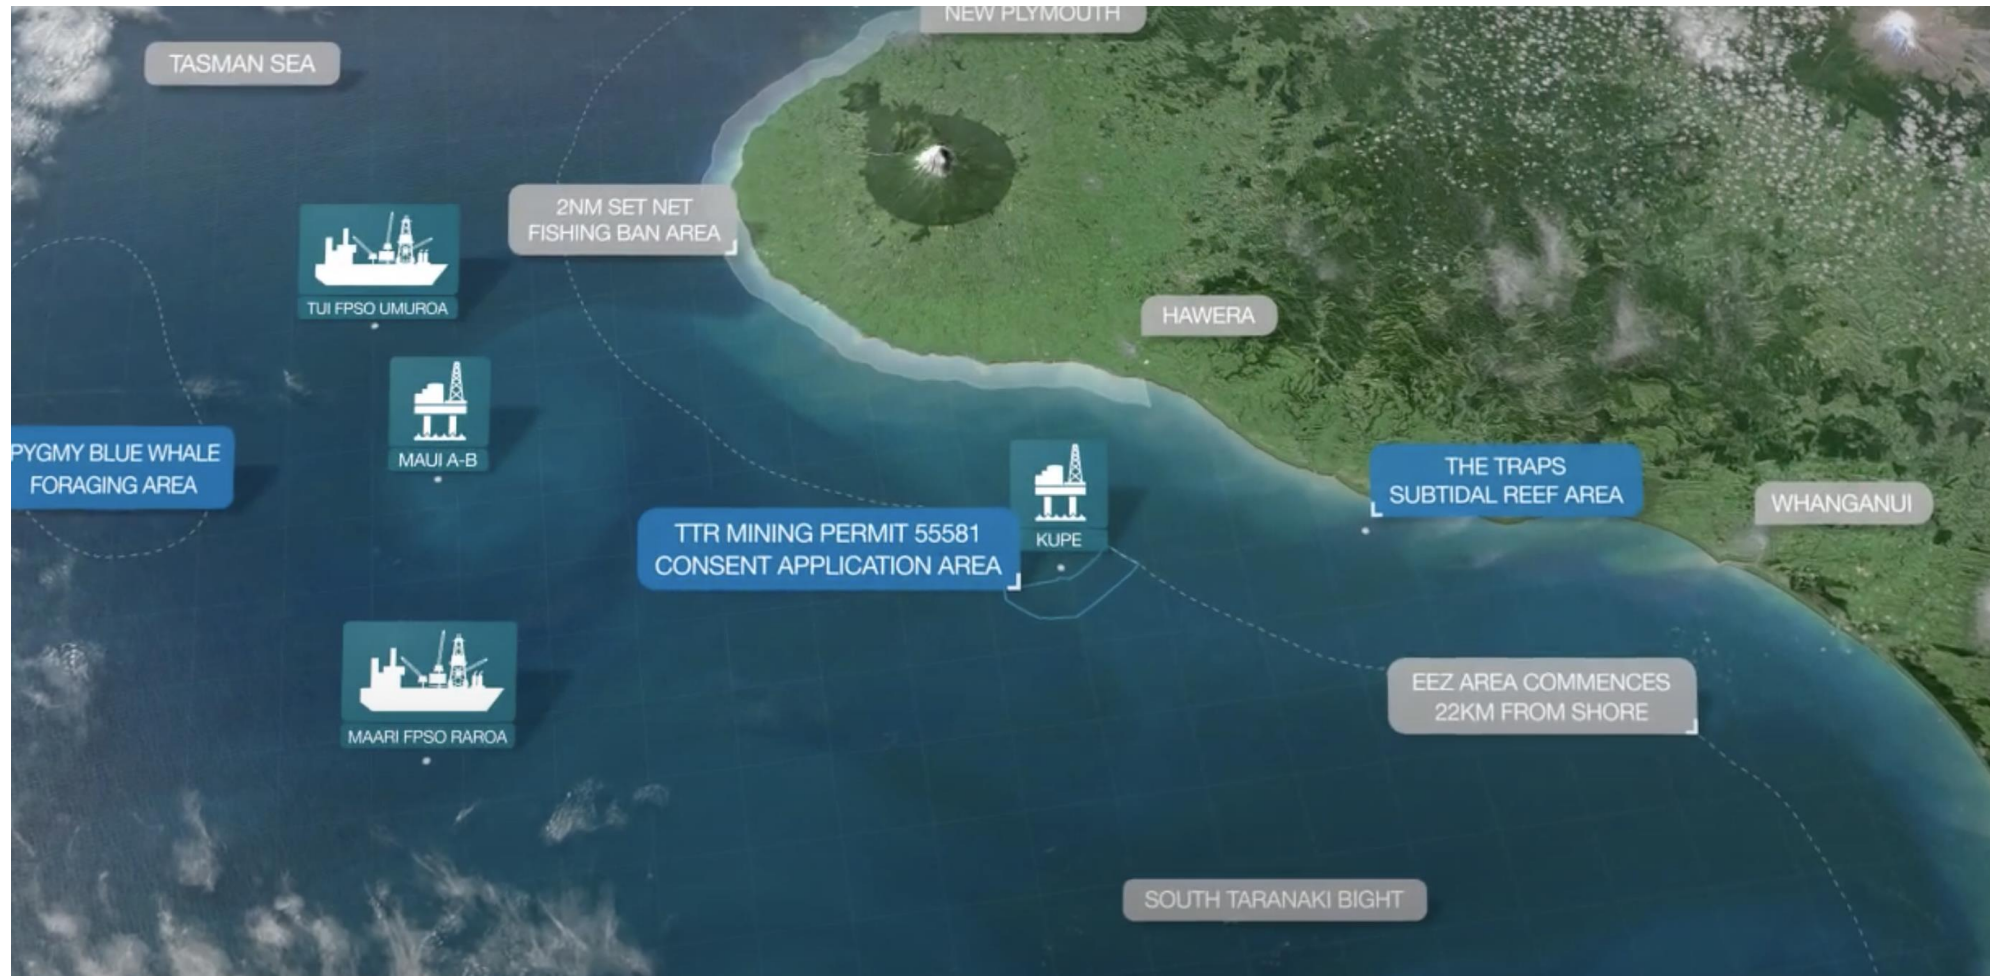 NEW PLYMOUTH
TASMAN SEA
2NM SET NET
FISHING BAN AREA
TUI FPSO UMUROA
HAWERA
MAUI A-B
PYGMY BLUE WHALE
FORAGING AREA
THE TRAPS
SUBTIDAL REEF AREA
WHANGANUI
TTR MINING PERMIT 55581
CONSENT APPLICATION AREA
KUPE
EEZ AREA COMMENCES
22KM FROM SHORE
MAARI FPSO RAROA
SOUTH TARANAKI BIGHT